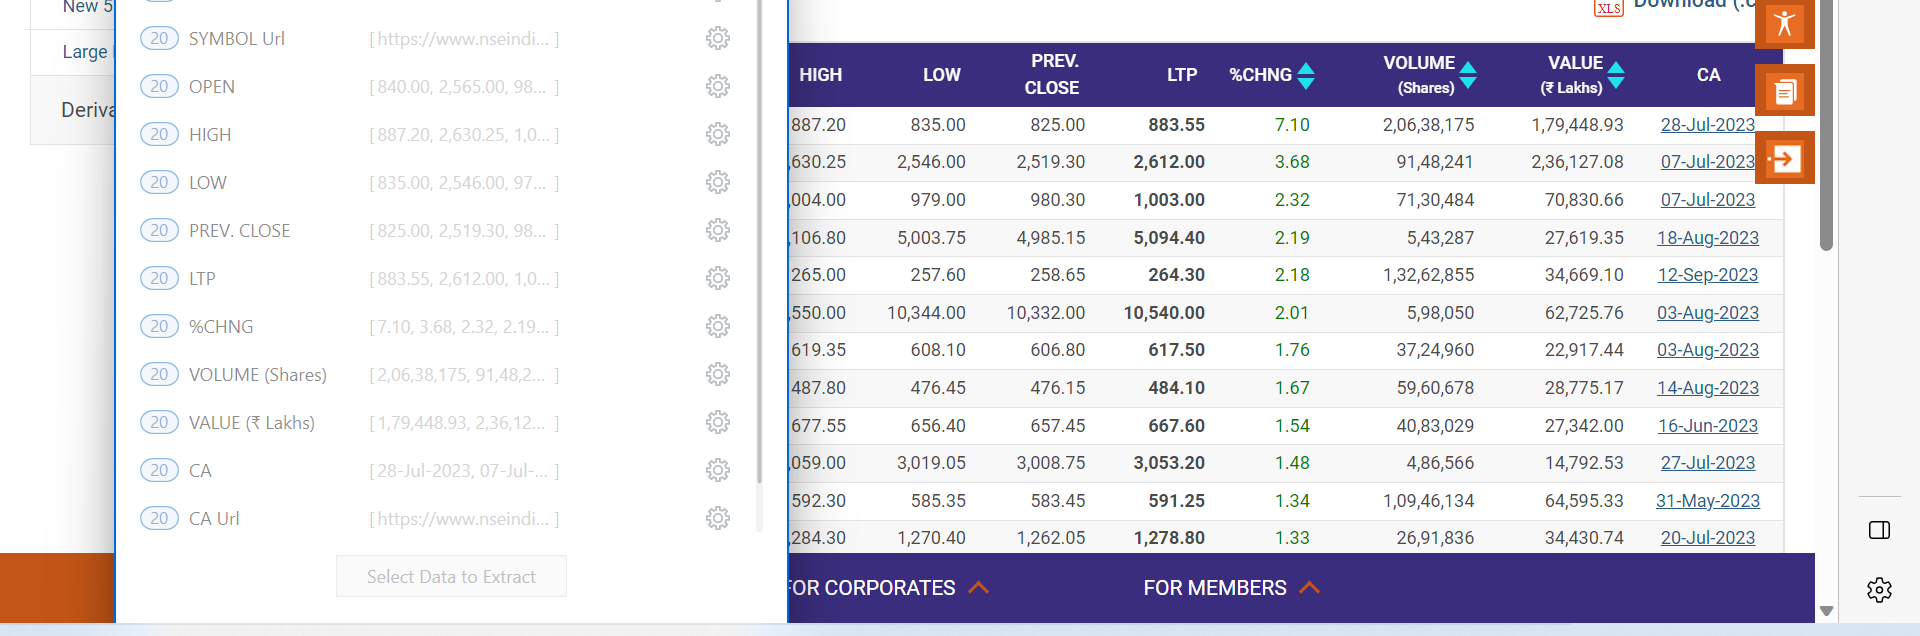 New 5
Large
Deriva
20 SYMBOL Url [ https://www.nseindi... ]
20 OPEN [ 840.00, 2,565.00, 98... ]
20 HIGH [ 887.20, 2,630.25, 1,0... ]
20 LOW [ 835.00, 2,546.00, 97... ]
20 PREV. CLOSE [ 825.00, 2,519.30, 98... ]
20 LTP [ 883.55, 2,612.00, 1,0... ]
20 %CHNG [ 7.10, 3.68, 2.32, 2.19... ]
20 VOLUME (Shares) [ 2,06,38,175, 91,48,2... ]
20 VALUE (₹ Lakhs) [ 1,79,448.93, 2,36,12... ]
20 CA [ 28-Jul-2023, 07-Jul-... ]
20 CA Url [ https://www.nseindi... ]
Select Data to Extract
XLS Download (.c
HIGH LOW PREV. CLOSE LTP %CHNG VOLUME (Shares) VALUE (₹ Lakhs) CA
887.20 835.00 825.00 883.55 7.10 2,06,38,175 1,79,448.93 28-Jul-2023
,630.25 2,546.00 2,519.30 2,612.00 3.68 91,48,241 2,36,127.08 07-Jul-2023
,004.00 979.00 980.30 1,003.00 2.32 71,30,484 70,830.66 07-Jul-2023
,106.80 5,003.75 4,985.15 5,094.40 2.19 5,43,287 27,619.35 18-Aug-2023
265.00 257.60 258.65 264.30 2.18 1,32,62,855 34,669.10 12-Sep-2023
,550.00 10,344.00 10,332.00 10,540.00 2.01 5,98,050 62,725.76 03-Aug-2023
619.35 608.10 606.80 617.50 1.76 37,24,960 22,917.44 03-Aug-2023
487.80 476.45 476.15 484.10 1.67 59,60,678 28,775.17 14-Aug-2023
677.55 656.40 657.45 667.60 1.54 40,83,029 27,342.00 16-Jun-2023
,059.00 3,019.05 3,008.75 3,053.20 1.48 4,86,566 14,792.53 27-Jul-2023
592.30 585.35 583.45 591.25 1.34 1,09,46,134 64,595.33 31-May-2023
,284.30 1,270.40 1,262.05 1,278.80 1.33 26,91,836 34,430.74 20-Jul-2023
FOR CORPORATES FOR MEMBERS